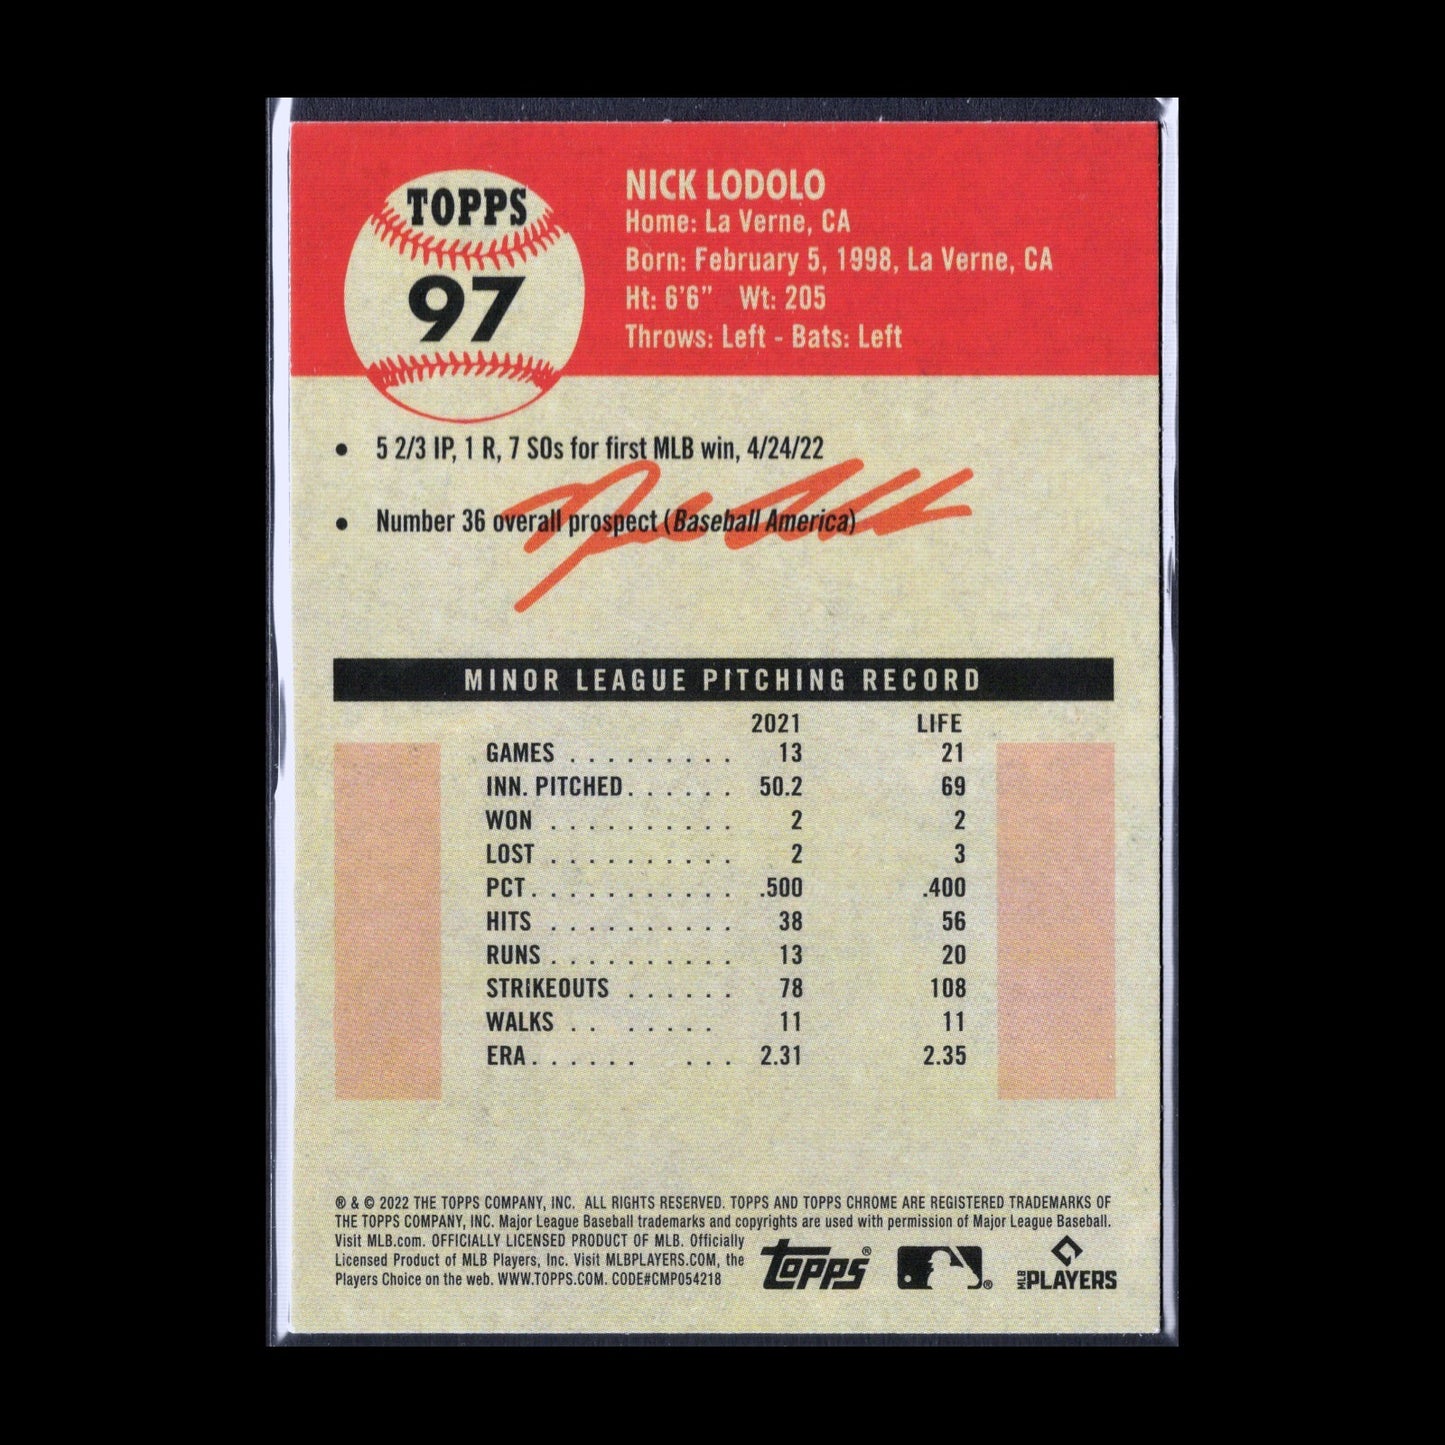 TOPPS
97
NICK LODOLO
Home: La Verne, CA
Born: February 5, 1998, La Verne, CA
Ht: 6'6" Wt: 205
Throws: Left - Bats: Left
• 5 2/3 IP, 1 R, 7 SOs for first MLB win, 4/24/22
• Number 36 overall prospect (Baseball America)
MINOR LEAGUE PITCHING RECORD
2021 LIFE
GAMES . . . . . . . . . 13 21
INN. PITCHED . . . . . . 50.2 69
WON . . . . . . . . . . 2 2
LOST . . . . . . . . . . 2 3
PCT . . . . . . . . . . . .500 .400
HITS . . . . . . . . . . 38 56
RUNS . . . . . . . . . . 13 20
STRIKEOUTS . . . . . . 78 108
WALKS . . . . . . . 11 11
ERA . . . . . . . . . 2.31 2.35
® & © 2022 THE TOPPS COMPANY, INC. ALL RIGHTS RESERVED. TOPPS AND TOPPS CHROME ARE REGISTERED TRADEMARKS OF
THE TOPPS COMPANY, INC. Major League Baseball trademarks and copyrights are used with permission of Major League Baseball.
Visit MLB.com. OFFICIALLY LICENSED PRODUCT OF MLB. Officially
Licensed Product of MLB Players, Inc. Visit MLBPLAYERS.COM, the
Players Choice on the web. WWW.TOPPS.COM. CODE#CMP054218
Topps®
®
MLB PLAYERS